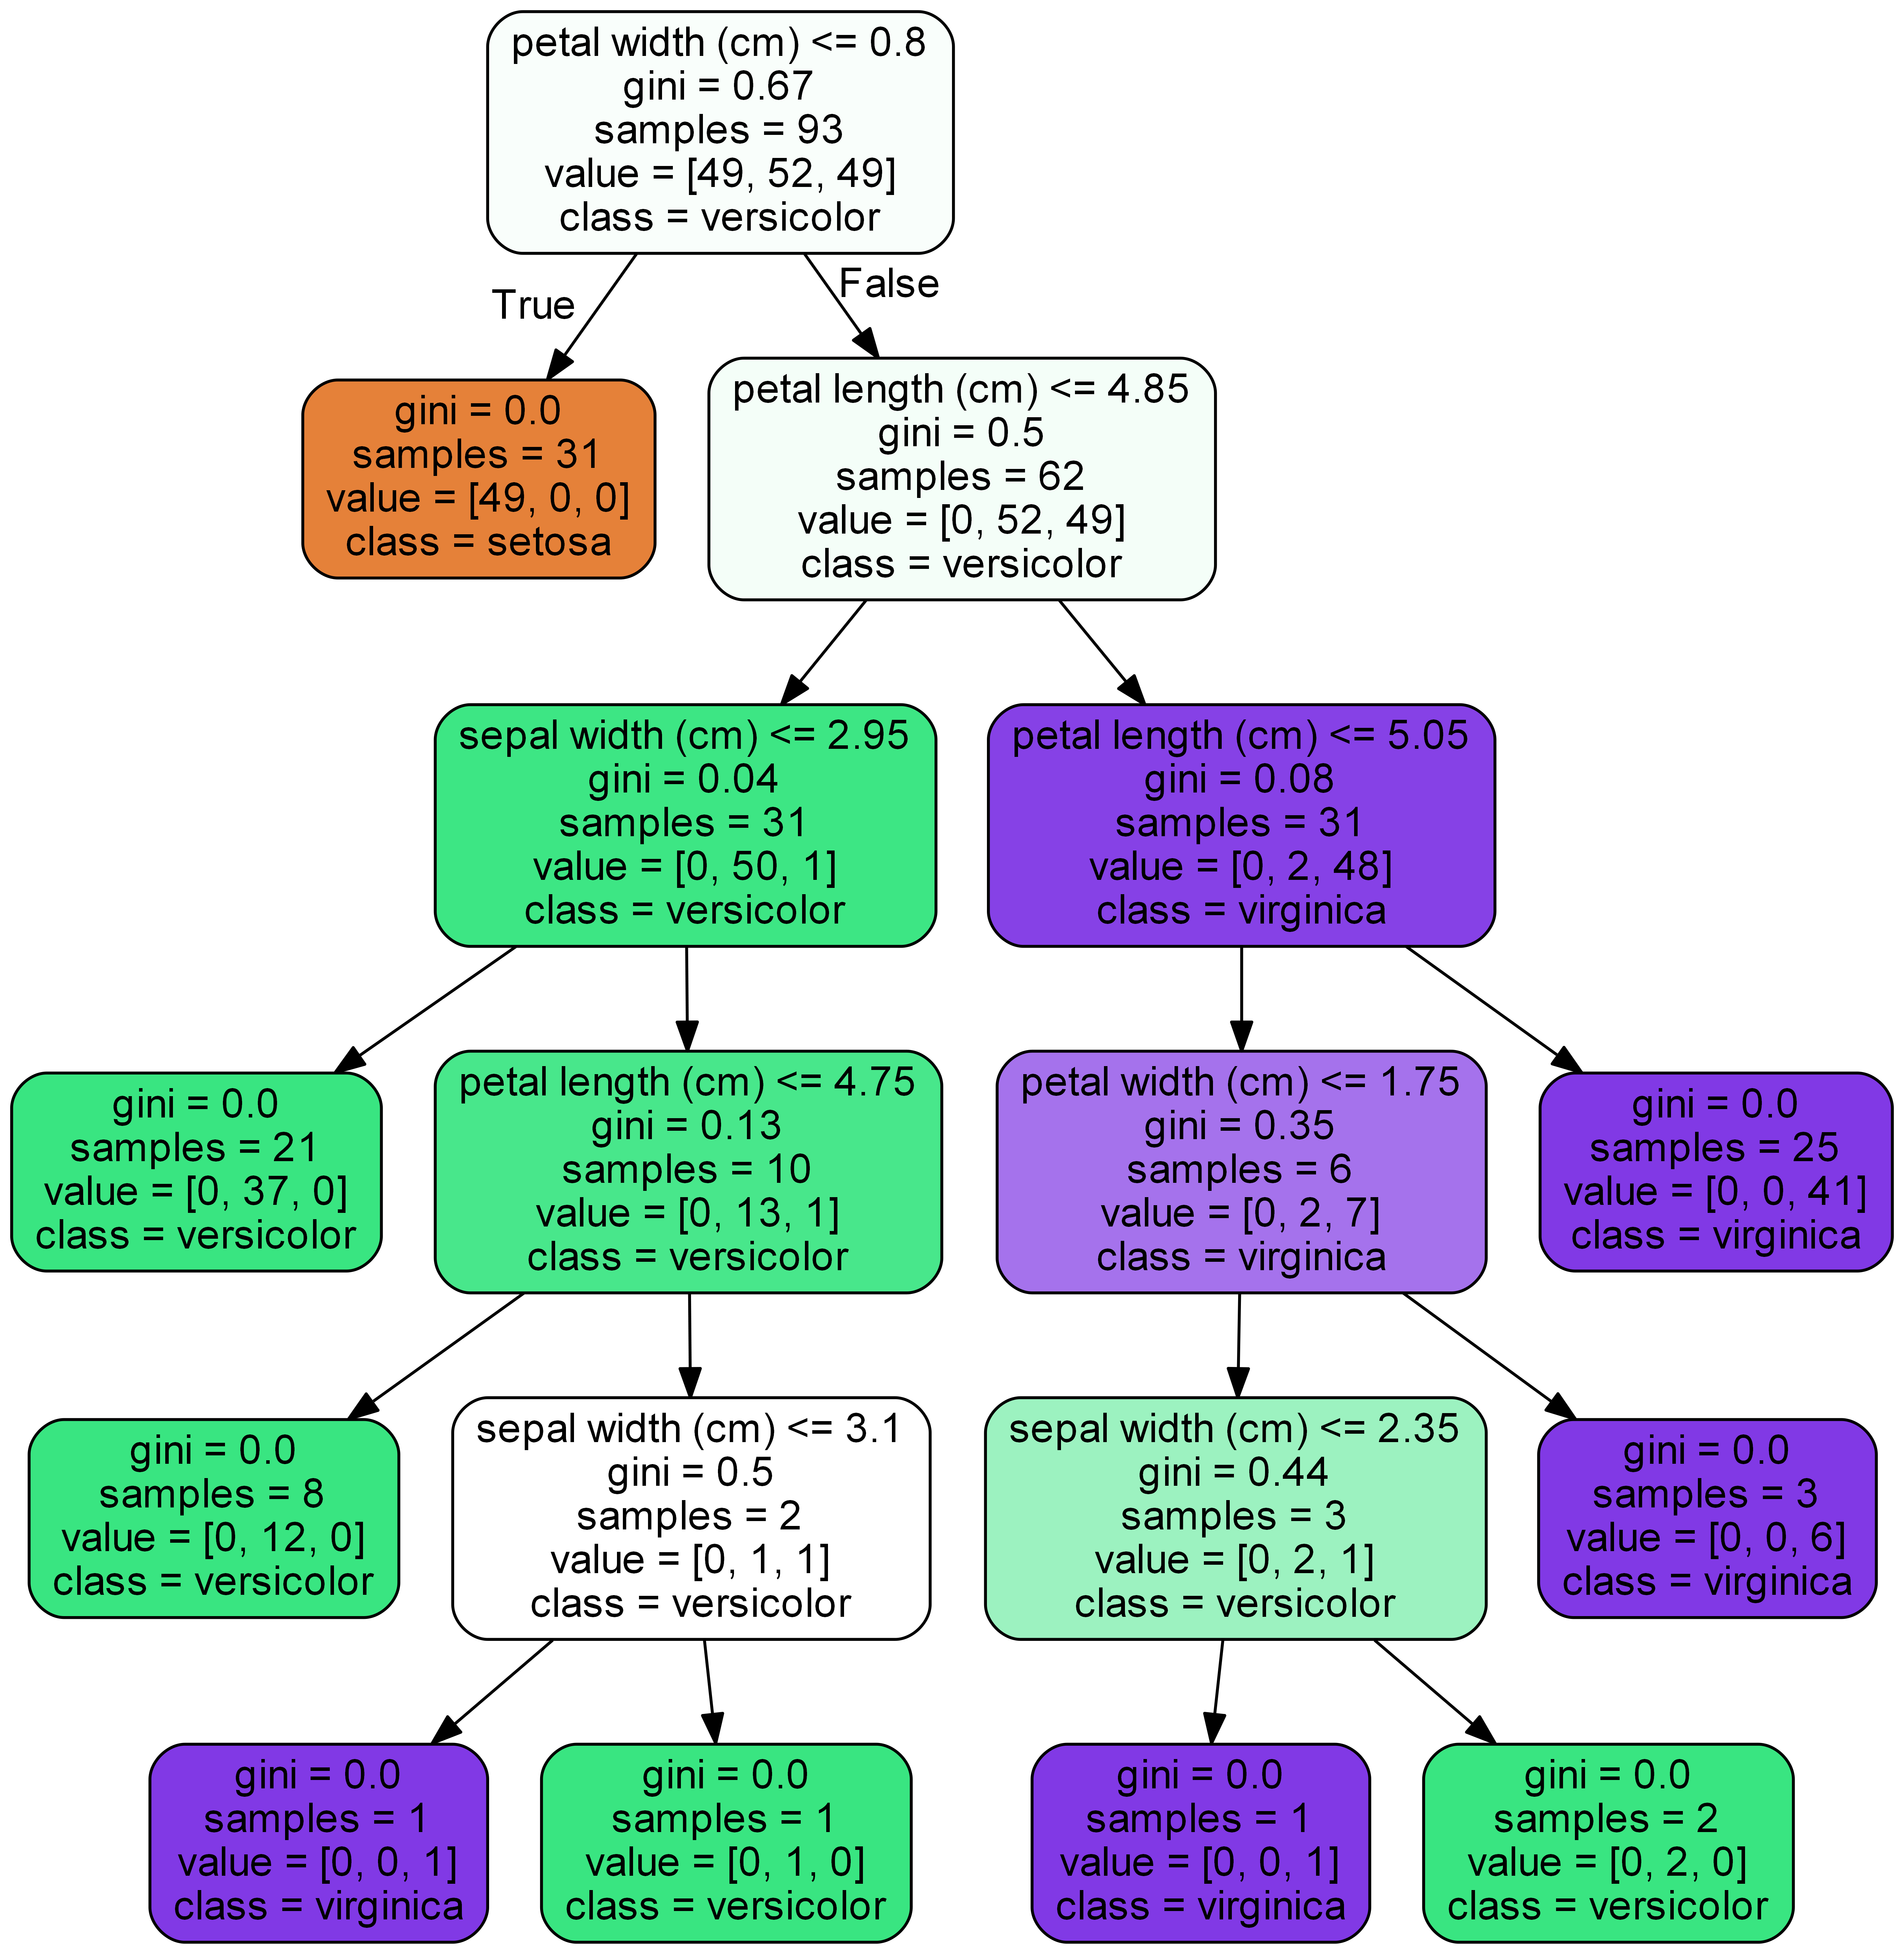 petal width (cm) <= 0.8
gini = 0.67
samples = 93
value = [49, 52, 49]
class = versicolor
True
False
gini = 0.0
samples = 31
value = [49, 0, 0]
class = setosa
petal length (cm) <= 4.85
gini = 0.5
samples = 62
value = [0, 52, 49]
class = versicolor
sepal width (cm) <= 2.95
gini = 0.04
samples = 31
value = [0, 50, 1]
class = versicolor
petal length (cm) <= 5.05
gini = 0.08
samples = 31
value = [0, 2, 48]
class = virginica
gini = 0.0
samples = 21
value = [0, 37, 0]
class = versicolor
petal length (cm) <= 4.75
gini = 0.13
samples = 10
value = [0, 13, 1]
class = versicolor
petal width (cm) <= 1.75
gini = 0.35
samples = 6
value = [0, 2, 7]
class = virginica
gini = 0.0
samples = 25
value = [0, 0, 41]
class = virginica
gini = 0.0
samples = 8
value = [0, 12, 0]
class = versicolor
sepal width (cm) <= 3.1
gini = 0.5
samples = 2
value = [0, 1, 1]
class = versicolor
sepal width (cm) <= 2.35
gini = 0.44
samples = 3
value = [0, 2, 1]
class = versicolor
gini = 0.0
samples = 3
value = [0, 0, 6]
class = virginica
gini = 0.0
samples = 1
value = [0, 0, 1]
class = virginica
gini = 0.0
samples = 1
value = [0, 1, 0]
class = versicolor
gini = 0.0
samples = 1
value = [0, 0, 1]
class = virginica
gini = 0.0
samples = 2
value = [0, 2, 0]
class = versicolor